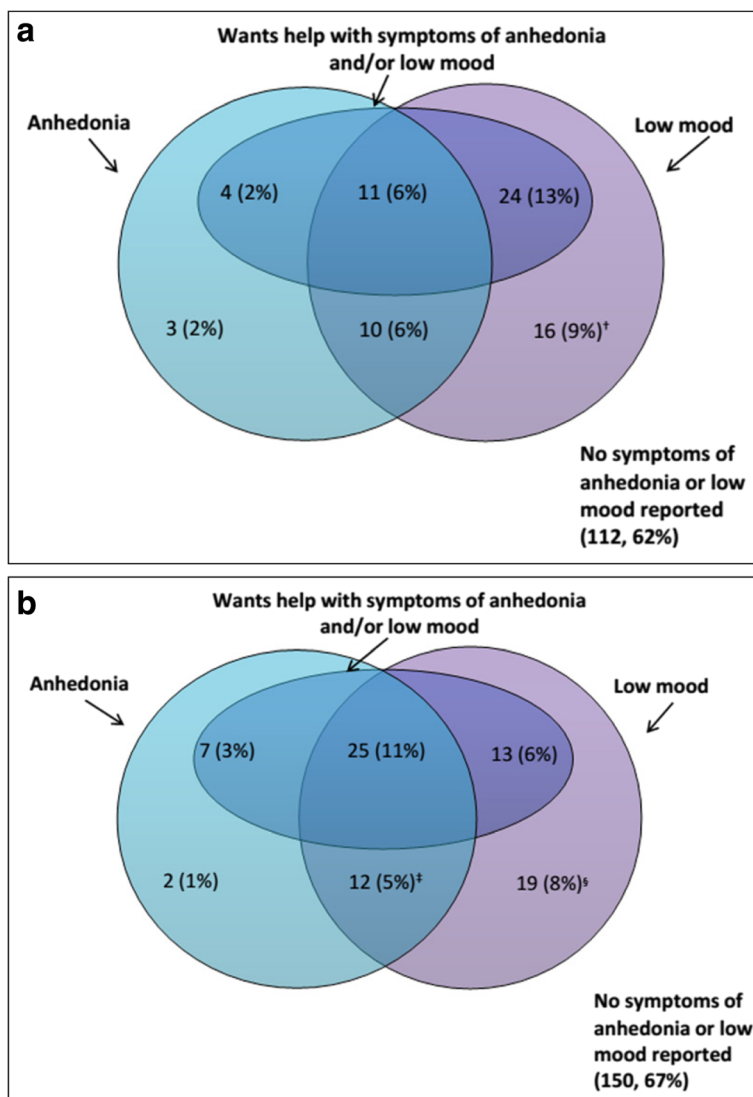 a
Wants help with symptoms of anhedonia
and/or low mood
Anhedonia
Low mood
4 (2%)
11 (6%)
24 (13%)
3 (2%)
10 (6%)
16 (9%)†
No symptoms of
anhedonia or low
mood reported
(112, 62%)
b
Wants help with symptoms of anhedonia
and/or low mood
Anhedonia
Low mood
7 (3%)
25 (11%)
13 (6%)
2 (1%)
12 (5%)‡
19 (8%)§
No symptoms of
anhedonia or low
mood reported
(150, 67%)